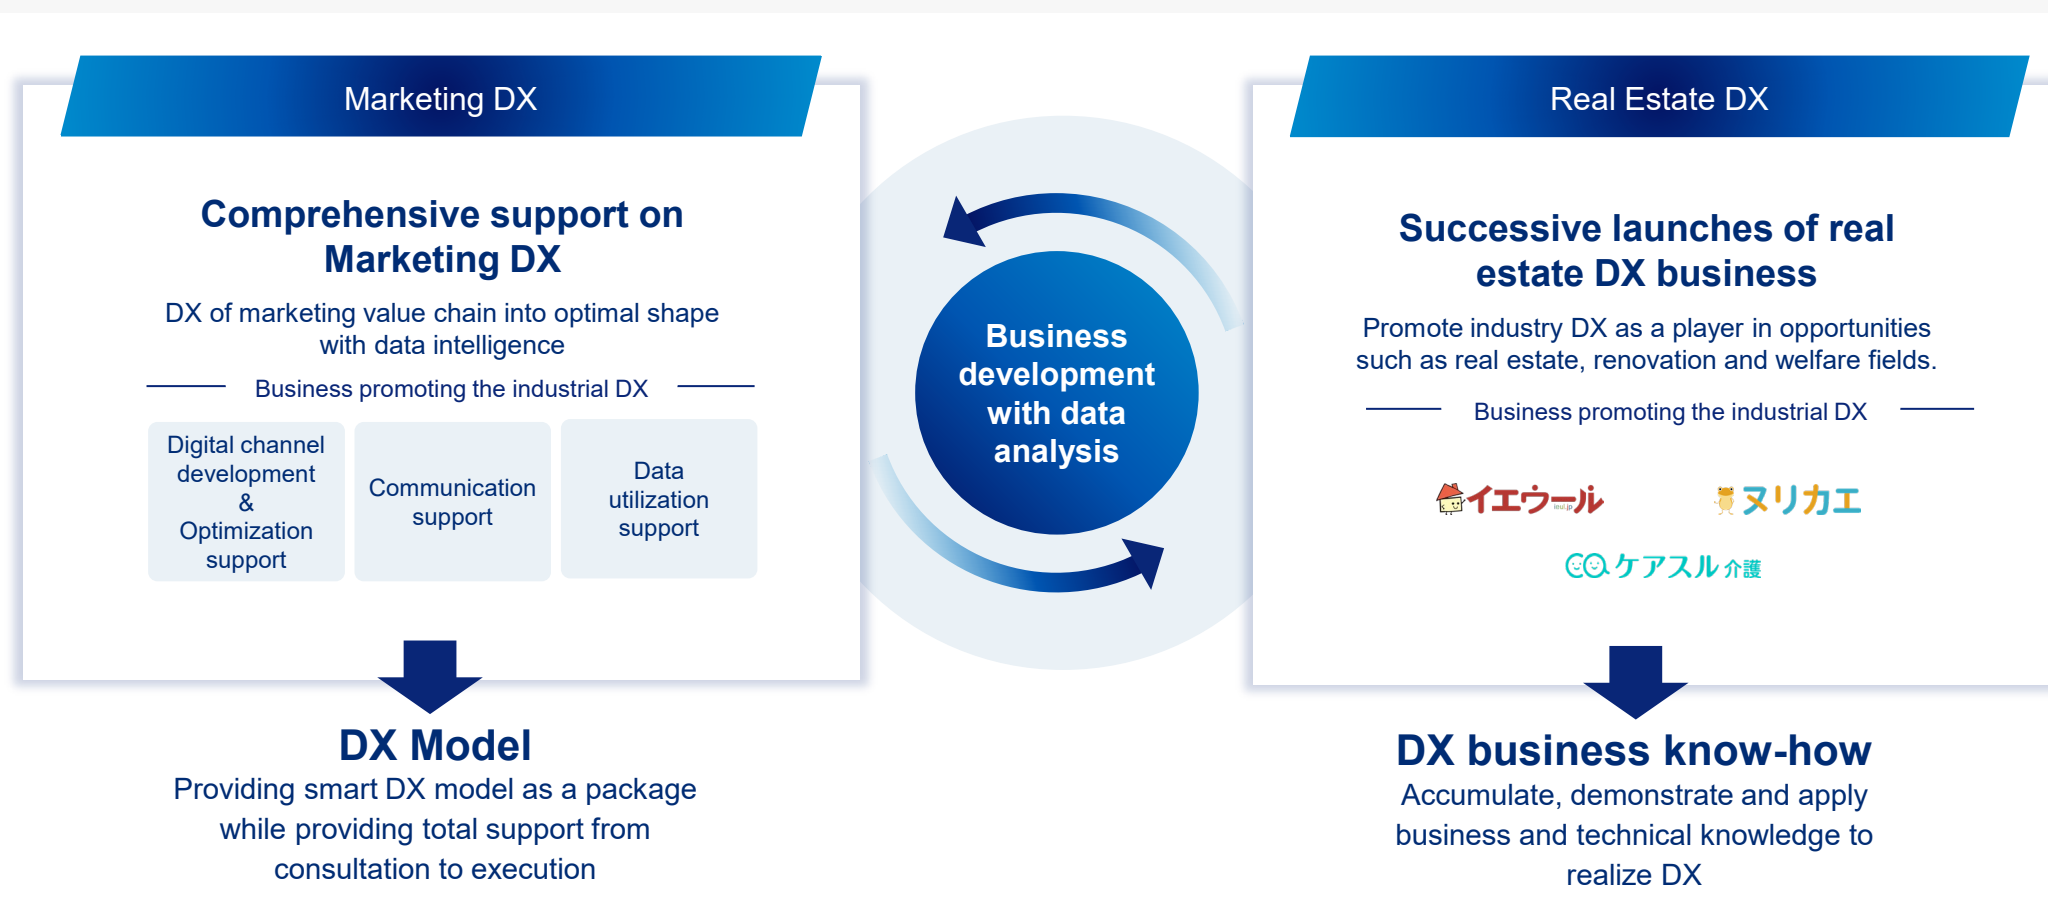 Marketing DX
Comprehensive support on
Marketing DX
DX of marketing value chain into optimal shape
with data intelligence
Business promoting the industrial DX
Digital channel
development
&
Optimization
support
Communication
support
Data
utilization
support
DX Model
Providing smart DX model as a package
while providing total support from
consultation to execution
Business
development
with data
analysis
Real Estate DX
Successive launches of real
estate DX business
Promote industry DX as a player in opportunities
such as real estate, renovation and welfare fields.
Business promoting the industrial DX
イエウール
ieul.jp
ヌリカエ
ケアスル 介護
DX business know-how
Accumulate, demonstrate and apply
business and technical knowledge to
realize DX